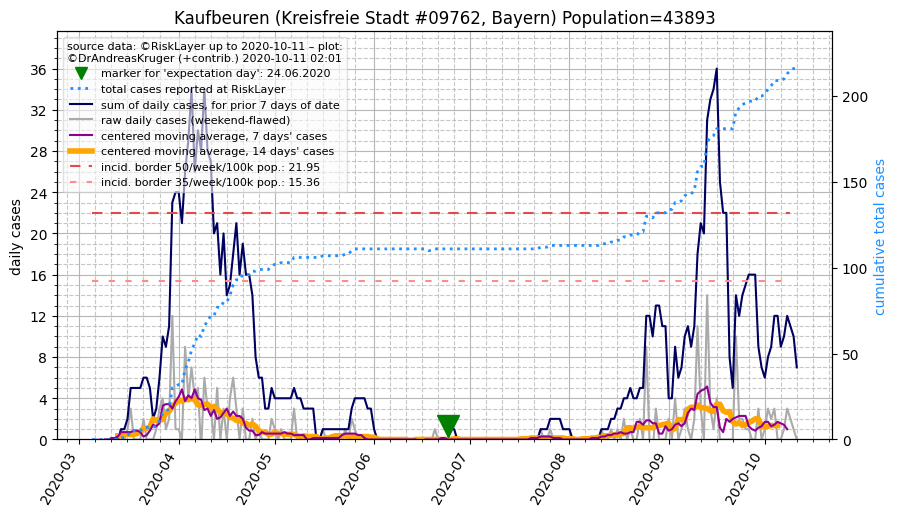 Kaufbeuren (Kreisfreie Stadt #09762, Bayern) Population=43893
source data: ©RiskLayer up to 2020-10-11 – plot:
©DrAndreasKruger (+contrib.) 2020-10-11 02:01
marker for 'expectation day': 24.06.2020
total cases reported at RiskLayer
sum of daily cases, for prior 7 days of date
raw daily cases (weekend-flawed)
centered moving average, 7 days' cases
centered moving average, 14 days' cases
incid. border 50/week/100k pop.: 21.95
incid. border 35/week/100k pop.: 15.36
daily cases
36
32
28
24
20
16
12
8
4
0
cumulative total cases
200
150
100
50
0
2020-03
2020-04
2020-05
2020-06
2020-07
2020-08
2020-09
2020-10